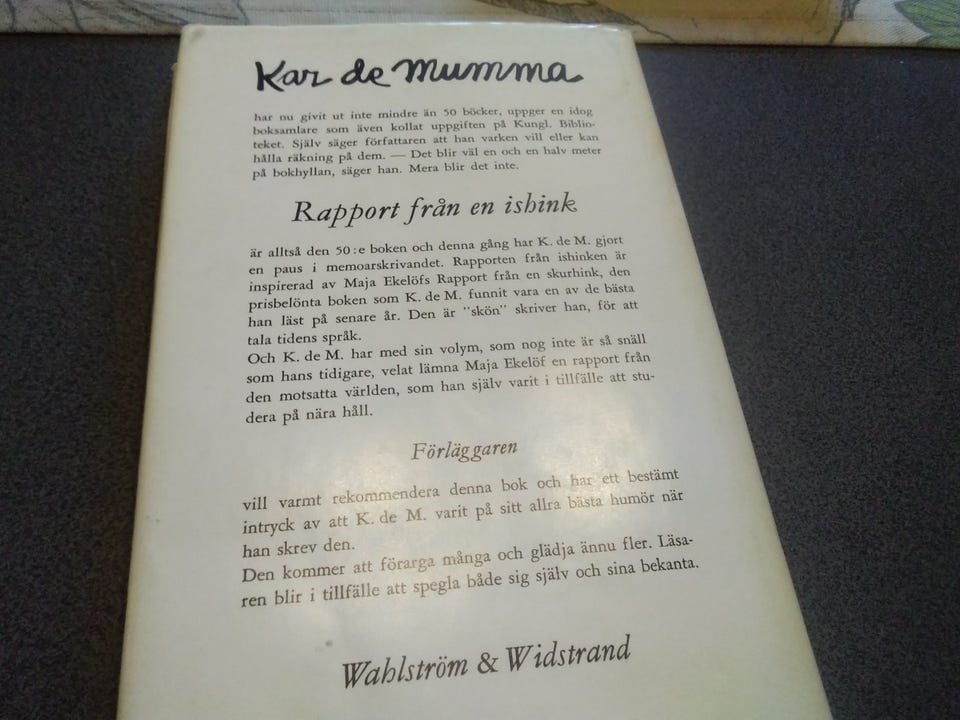 Kar de Mumma
har nu givit ut inte mindre än 50 böcker, uppger en idog
boksamlare som även kollat uppgiften på Kungl. Biblio-
teket. Själv säger författaren att han varken vill eller kan
hålla räkning på dem. — Det blir väl en och en halv meter
på bokhyllan, säger han. Mera blir det inte.
Rapport från en ishink
är alltså den 50:e boken och denna gång har K. de M. gjort
en paus i memoarskrivandet. Rapporten från ishinken är
inspirerad av Maja Ekelöfs Rapport från en skurhink, den
prisbelönta boken som K. de M. funnit vara en av de bästa
han läst på senare år. Den är "skön" skriver han, för att
tala tidens språk.
Och K. de M. har med sin volym, som nog inte är så snäll
som hans tidigare, velat lämna Maja Ekelöf en rapport från
den motsatta världen, som han själv varit i tillfälle att stu-
dera på nära håll.
Förläggaren
vill varmt rekommendera denna bok och har ett bestämt
intryck av att K. de M. varit på sitt allra bästa humör när
han skrev den.
Den kommer att förarga många och glädja ännu fler. Läsa-
ren blir i tillfälle att spegla både sig själv och sina bekanta.
Wahlström & Widstrand